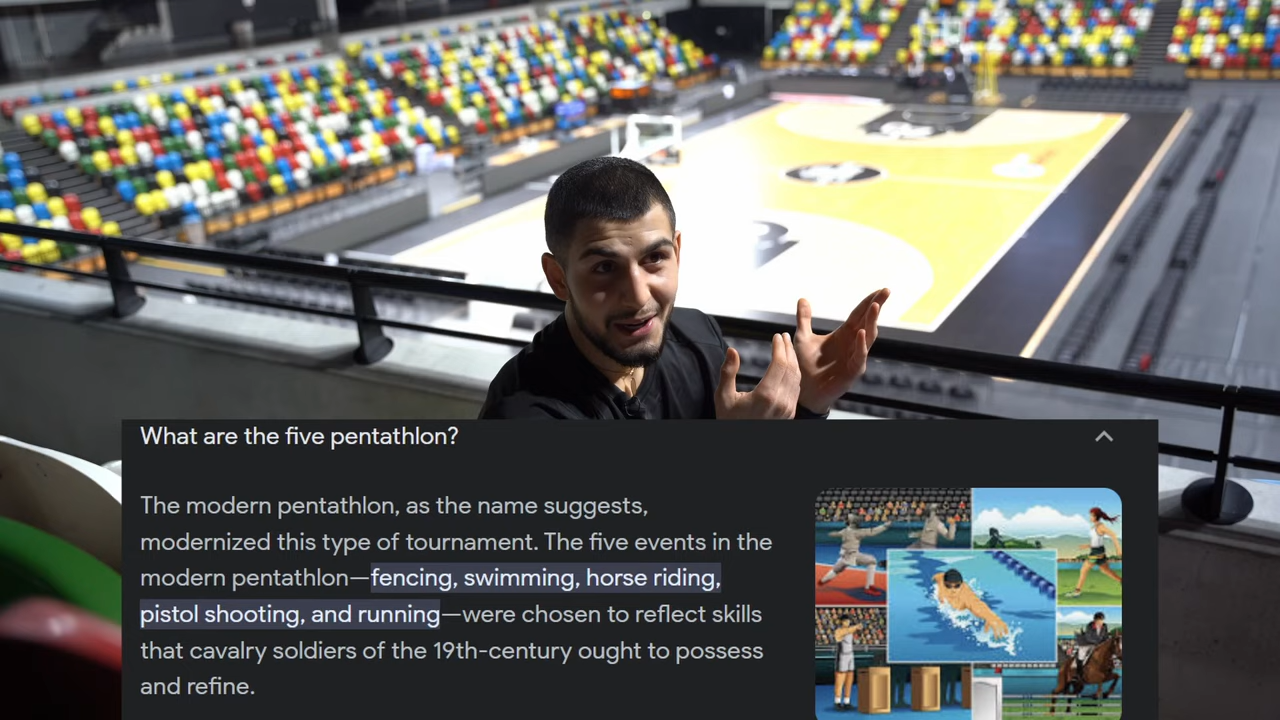 What are the five pentathlon?
The modern pentathlon, as the name suggests,
modernized this type of tournament. The five events in the
modern pentathlon—fencing, swimming, horse riding,
pistol shooting, and running—were chosen to reflect skills
that cavalry soldiers of the 19th-century ought to possess
and refine.